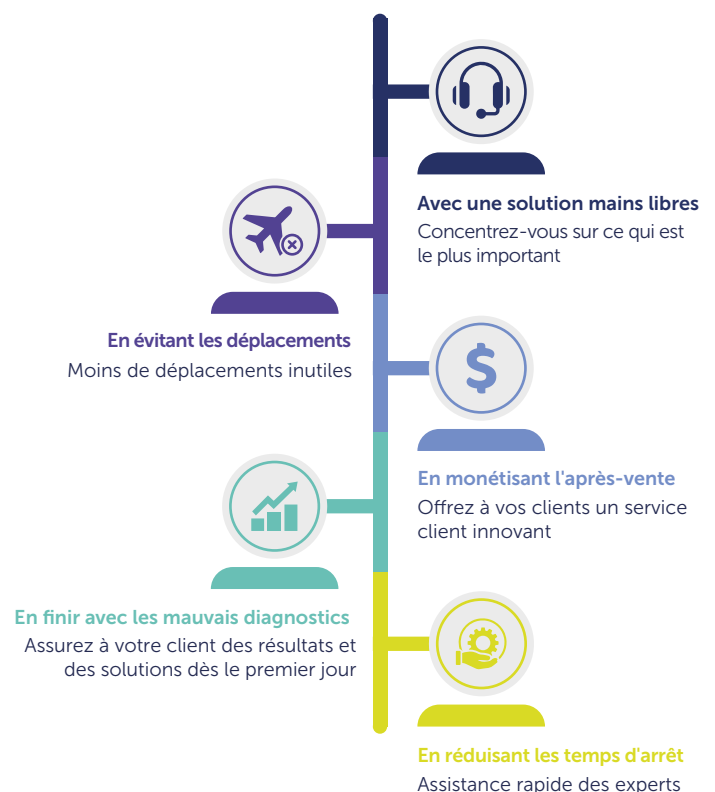 Avec une solution mains libres
Concentrez-vous sur ce qui est
le plus important
En évitant les déplacements
Moins de déplacements inutiles
En monétisant l'après-vente
Offrez à vos clients un service
client innovant
En finir avec les mauvais diagnostics
Assurez à votre client des résultats et
des solutions dès le premier jour
En réduisant les temps d'arrêt
Assistance rapide des experts